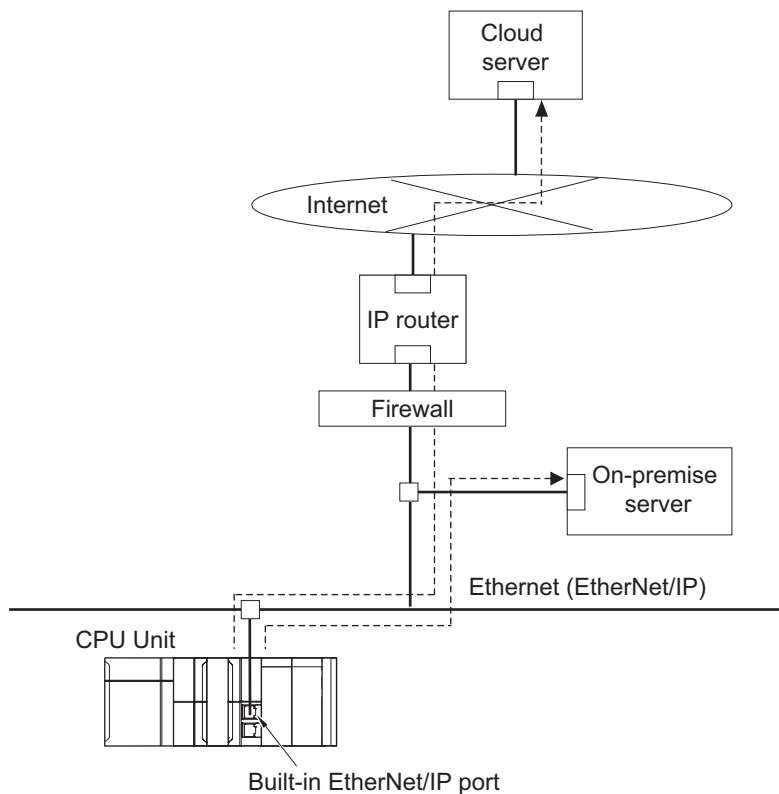 Cloud
server
Internet
IP router
Firewall
On-premise
server
Ethernet (EtherNet/IP)
CPU Unit
Built-in EtherNet/IP port